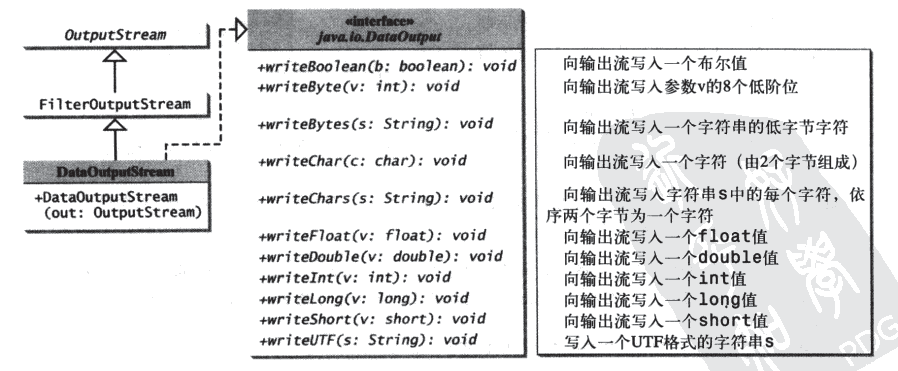 OutputStream
FilterOutputStream
DataOutputStream
+DataOutputStream
(out: OutputStream)
«interface»
java.io.DataOutput
+writeBoolean(b: boolean): void
+writeByte(v: int): void
+writeBytes(s: String): void
+writeChar(c: char): void
+writeChars(s: String): void
+writeFloat(v: float): void
+writeDouble(v: double): void
+writeInt(v: int): void
+writeLong(v: long): void
+writeShort(v: short): void
+writeUTF(s: String): void
向输出流写入一个布尔值
向输出流写入参数v的8个低阶位
向输出流写入一个字符串的低字节字符
向输出流写入一个字符（由2个字节组成）
向输出流写入字符串s中的每个字符，依
序两个字节为一个字符
向输出流写入一个float值
向输出流写入一个double值
向输出流写入一个int值
向输出流写入一个long值
向输出流写入一个short值
写入一个UTF格式的字符串s
PDG